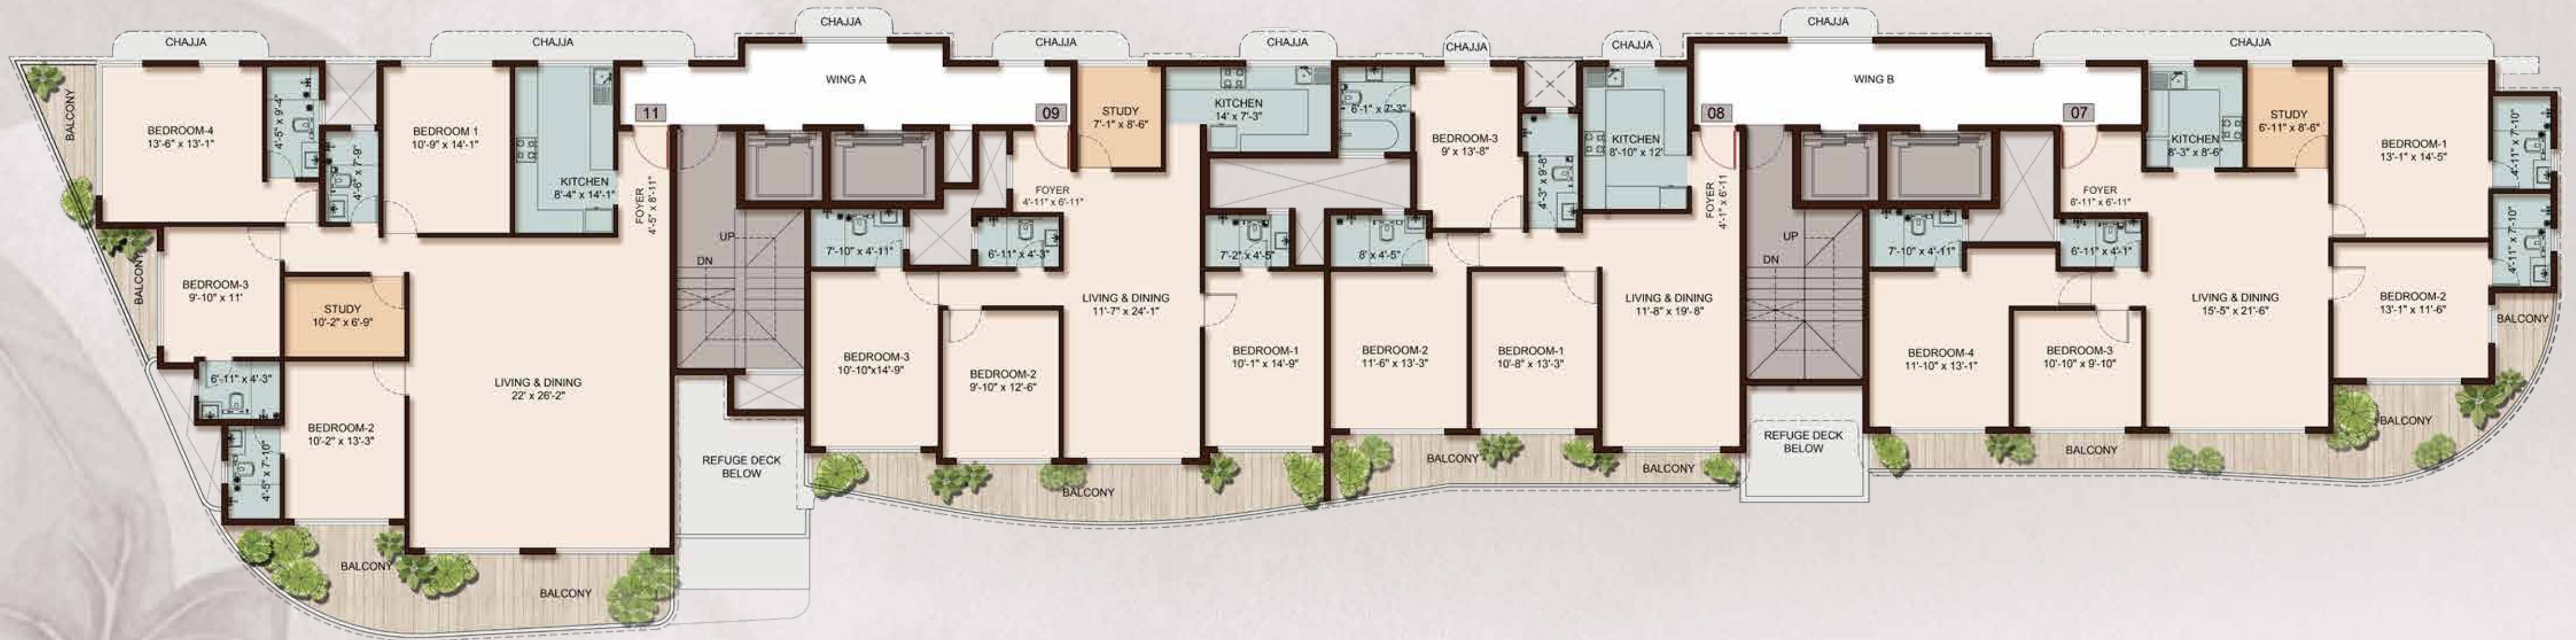 CHAJJA
CHAJJA
CHAJJA
CHAJJA
CHAJJA
CHAJJA
CHAJJA
CHAJJA
CHAJJA
WING A
WING B
11
09
08
07
BALCONY
BEDROOM-4
13'-6" x 13'-1"
4'-5" x 9'-4"
4'-6" x 7'-9"
BEDROOM 1
10'-9" x 14'-1"
KITCHEN
8'-4" x 14'-1"
FOYER
4'-5" x 8'-11"
BALCONY
BEDROOM-3
9'-10" x 11'
STUDY
10'-2" x 6'-9"
6'-11" x 4'-3"
4'-5" x 7'-10"
BEDROOM-2
10'-2" x 13'-3"
LIVING & DINING
22' x 26'-2"
BALCONY
BALCONY
UP
DN
REFUGE DECK
BELOW
STUDY
7'-1" x 8'-6"
KITCHEN
14' x 7'-3"
FOYER
4'-11" x 6'-11"
7'-10" x 4'-11"
6'-11" x 4'-3"
BEDROOM-3
10'-10"x14'-9"
BEDROOM-2
9'-10" x 12'-6"
LIVING & DINING
11'-7" x 24'-1"
7'-2" x 4'-5"
BEDROOM-1
10'-1" x 14'-9"
BALCONY
6'-1" x 7'-3"
BEDROOM-3
9' x 13'-8"
4'-3" x 9'-8"
KITCHEN
8'-10" x 12'
FOYER
4'-1" x 6'-11
8' x 4'-5"
BEDROOM-2
11'-6" x 13'-3"
BEDROOM-1
10'-8" x 13'-3"
LIVING & DINING
11'-8" x 19'-8"
BALCONY
BALCONY
UP
DN
REFUGE DECK
BELOW
KITCHEN
8'-3" x 8'-6"
STUDY
6'-11" x 8'-6"
BEDROOM-1
13'-1" x 14'-5"
4'-11" x 7'-10"
FOYER
6'-11" x 6'-11"
7'-10" x 4'-11"
6'-11" x 4'-1"
4'-11" x 7'-10"
BEDROOM-4
11'-10" x 13'-1"
BEDROOM-3
10'-10" x 9'-10"
LIVING & DINING
15'-5" x 21'-6"
BEDROOM-2
13'-1" x 11'-6"
BALCONY
BALCONY
BALCONY